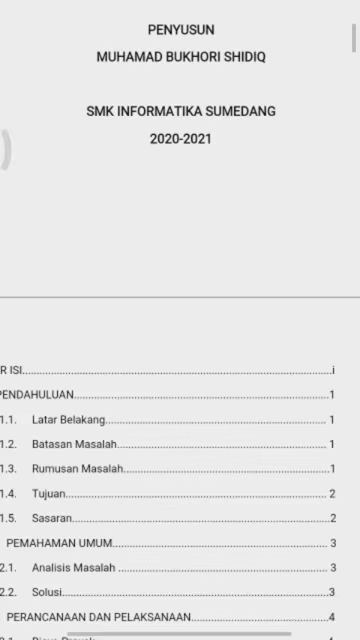 PENYUSUN
MUHAMAD BUKHORI SHIDIQ
SMK INFORMATIKA SUMEDANG
2020-2021
R ISI.......................................................................................................i
PENDAHULUAN.....................................................................................1
1.1. Latar Belakang.......................................................................... 1
1.2. Batasan Masalah...................................................................... 1
1.3. Rumusan Masalah.....................................................................1
1.4. Tujuan....................................................................................... 2
1.5. Sasaran......................................................................................2
PEMAHAMAN UMUM......................................................................... 3
2.1. Analisis Masalah ...................................................................... 3
2.2. Solusi.........................................................................................3
PERANCANAAN DAN PELAKSANAAN..............................................4